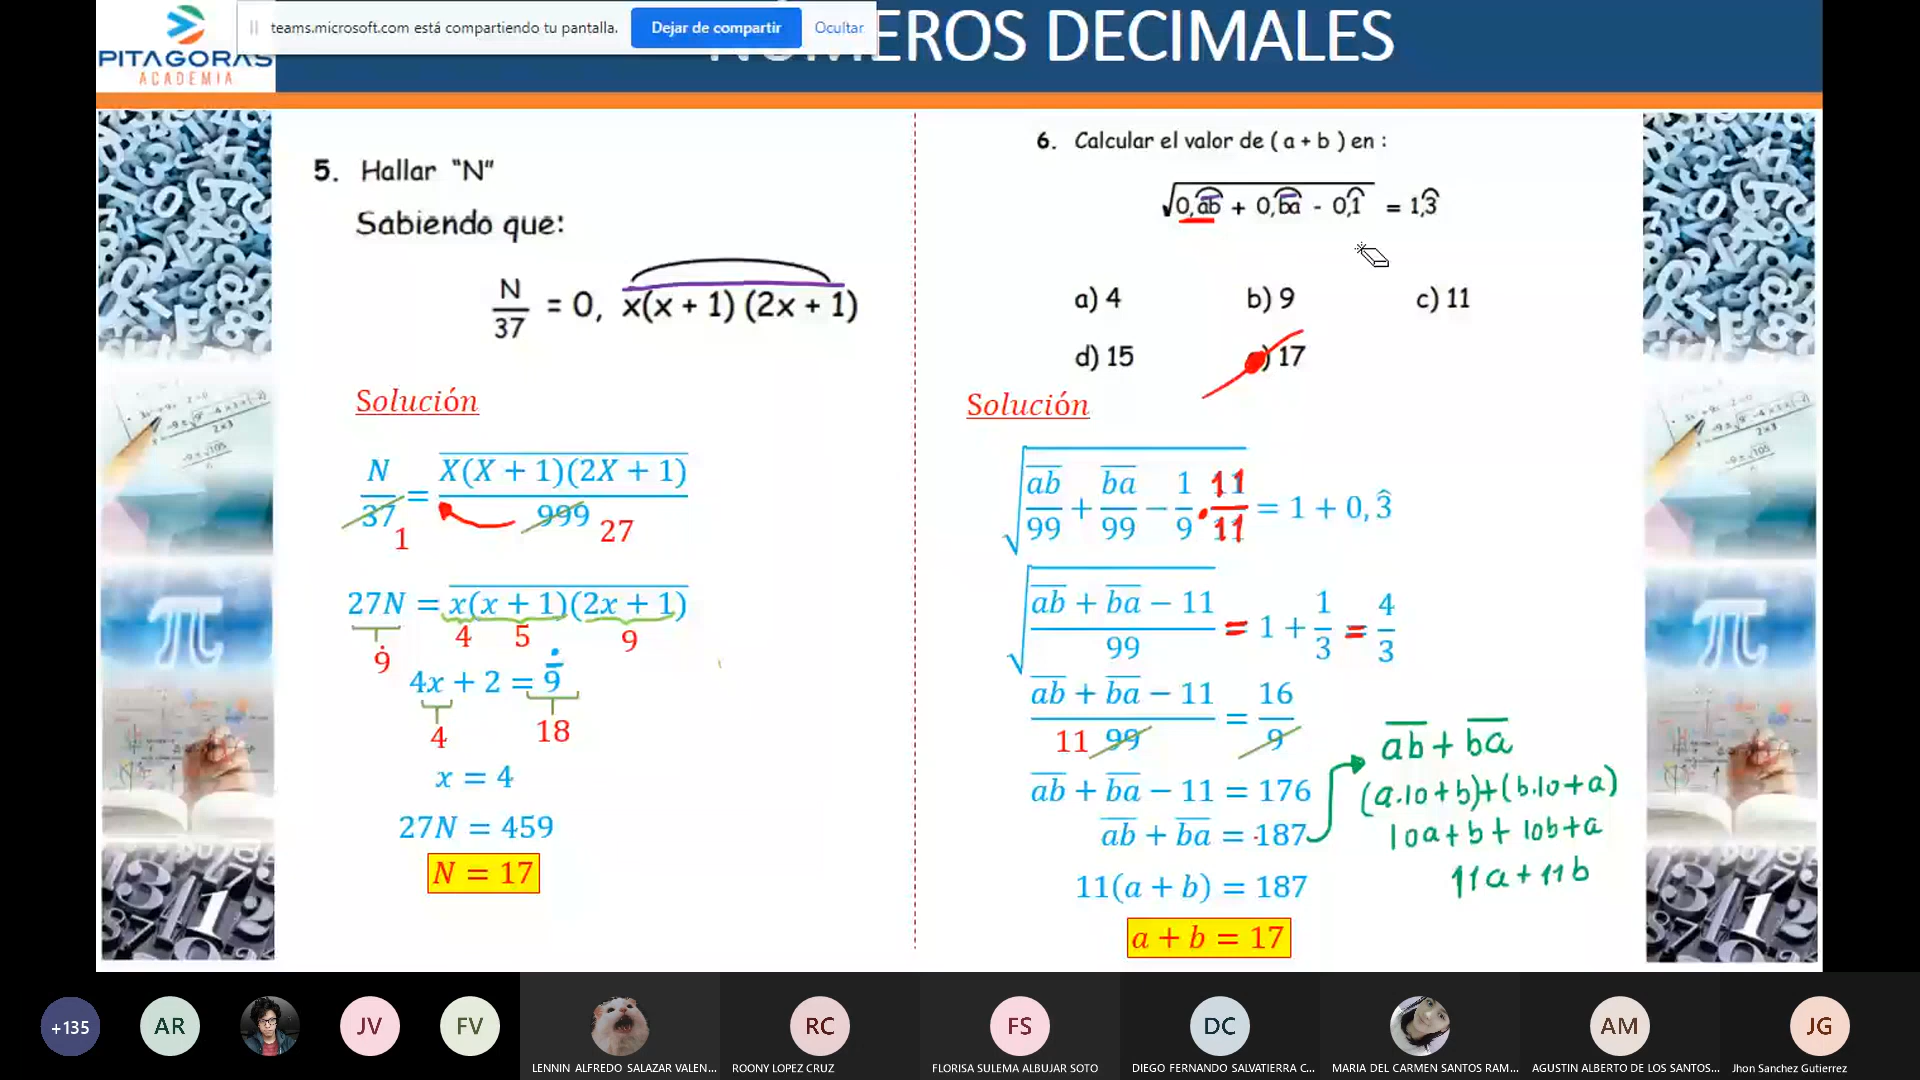 teams.microsoft.com está compartiendo tu pantalla.
Dejar de compartir
Ocultar
PITAGORAS
ACADEMIA
NÚMEROS DECIMALES
5. Hallar “N”
Sabiendo que:
N/37 = 0, x(x + 1) (2x + 1)
Solución
N/37 = X(X + 1)(2X + 1)/999
1 27
27N = x(x + 1)(2x + 1)
9 4 5 9
4x + 2 = 9
4 18
x = 4
27N = 459
N = 17
6. Calcular el valor de ( a + b ) en :
√0,ab + 0,ba - 0,1 = 1,3
a) 4 b) 9 c) 11
d) 15 ) 17
Solución
√ab/99 + ba/99 − 1/9 · 11/11 = 1 + 0,3̂
√(ab + ba − 11)/99 = 1 + 1/3 = 4/3
(ab + ba − 11)/99 = 16/9
11
ab + ba − 11 = 176
ab + ba = 187
11(a + b) = 187
a + b = 17
ab + ba
(a.10+b)+(b.10+a)
10a+b+10b+a
11a+11b
+135
AR
JV
FV
RC
FS
DC
AM
JG
LENNIN ALFREDO SALAZAR VALEN...
ROONY LOPEZ CRUZ
FLORISA SULEMA ALBUJAR SOTO
DIEGO FERNANDO SALVATIERRA C...
MARIA DEL CARMEN SANTOS RAM...
AGUSTIN ALBERTO DE LOS SANTOS...
Jhon Sanchez Gutierrez